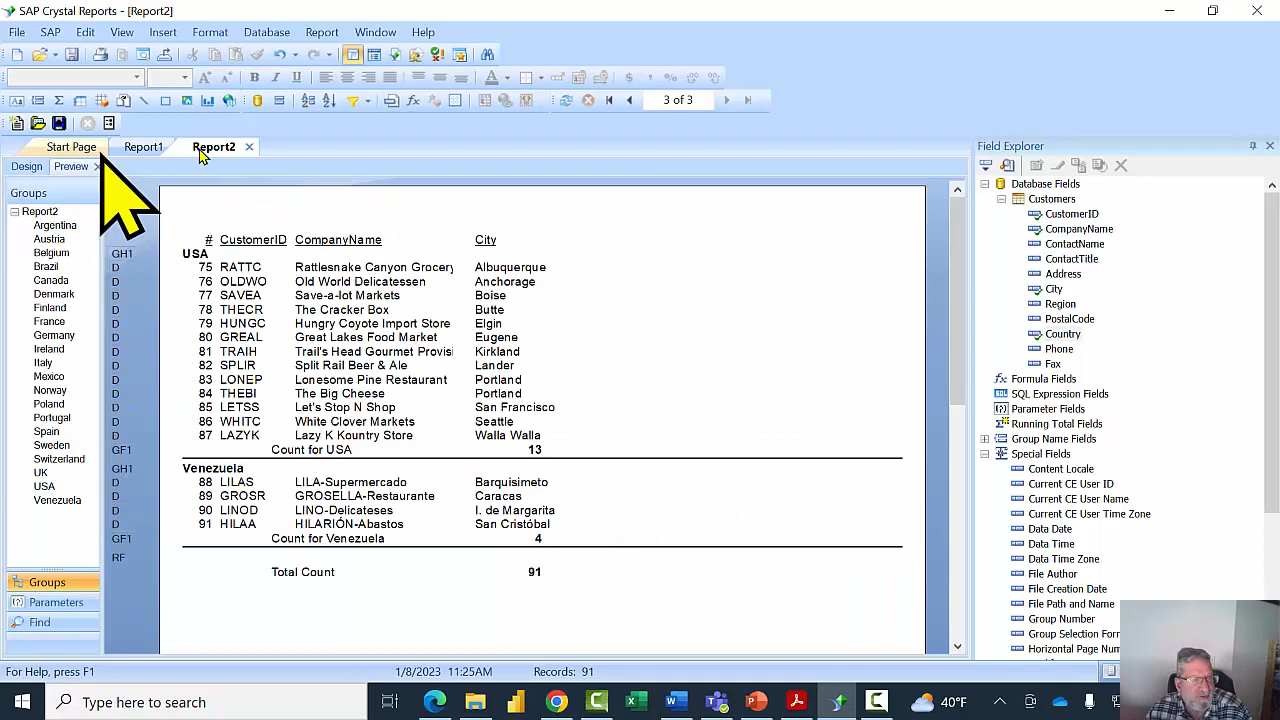 SAP Crystal Reports - [Report2]
File SAP Edit View Insert Format Database Report Window Help
3 of 3
Start Page Report1 Report2
Design Preview
Groups
Report2
Argentina
Austria
Belgium
Brazil
Canada
Denmark
Finland
France
Germany
Ireland
Italy
Mexico
Norway
Poland
Portugal
Spain
Sweden
Switzerland
UK
USA
Venezuela
Groups
Parameters
Find
# CustomerID CompanyName City
GH1 USA
D 75 RATTC Rattlesnake Canyon Grocery Albuquerque
D 76 OLDWO Old World Delicatessen Anchorage
D 77 SAVEA Save-a-lot Markets Boise
D 78 THECR The Cracker Box Butte
D 79 HUNGC Hungry Coyote Import Store Elgin
D 80 GREAL Great Lakes Food Market Eugene
D 81 TRAIH Trail's Head Gourmet Provisi Kirkland
D 82 SPLIR Split Rail Beer & Ale Lander
D 83 LONEP Lonesome Pine Restaurant Portland
D 84 THEBI The Big Cheese Portland
D 85 LETSS Let's Stop N Shop San Francisco
D 86 WHITC White Clover Markets Seattle
D 87 LAZYK Lazy K Kountry Store Walla Walla
GF1 Count for USA 13
GH1 Venezuela
D 88 LILAS LILA-Supermercado Barquisimeto
D 89 GROSR GROSELLA-Restaurante Caracas
D 90 LINOD LINO-Delicateses I. de Margarita
D 91 HILAA HILARIÓN-Abastos San Cristóbal
GF1 Count for Venezuela 4
RF
Total Count 91
Field Explorer
Database Fields
Customers
CustomerID
CompanyName
ContactName
ContactTitle
Address
City
Region
PostalCode
Country
Phone
Fax
Formula Fields
SQL Expression Fields
Parameter Fields
Running Total Fields
Group Name Fields
Special Fields
Content Locale
Current CE User ID
Current CE User Name
Current CE User Time Zone
Data Date
Data Time
Data Time Zone
File Author
File Creation Date
File Path and Name
Group Number
Group Selection Form
Horizontal Page Num
For Help, press F1 1/8/2023 11:25AM Records: 91
Type here to search 40°F